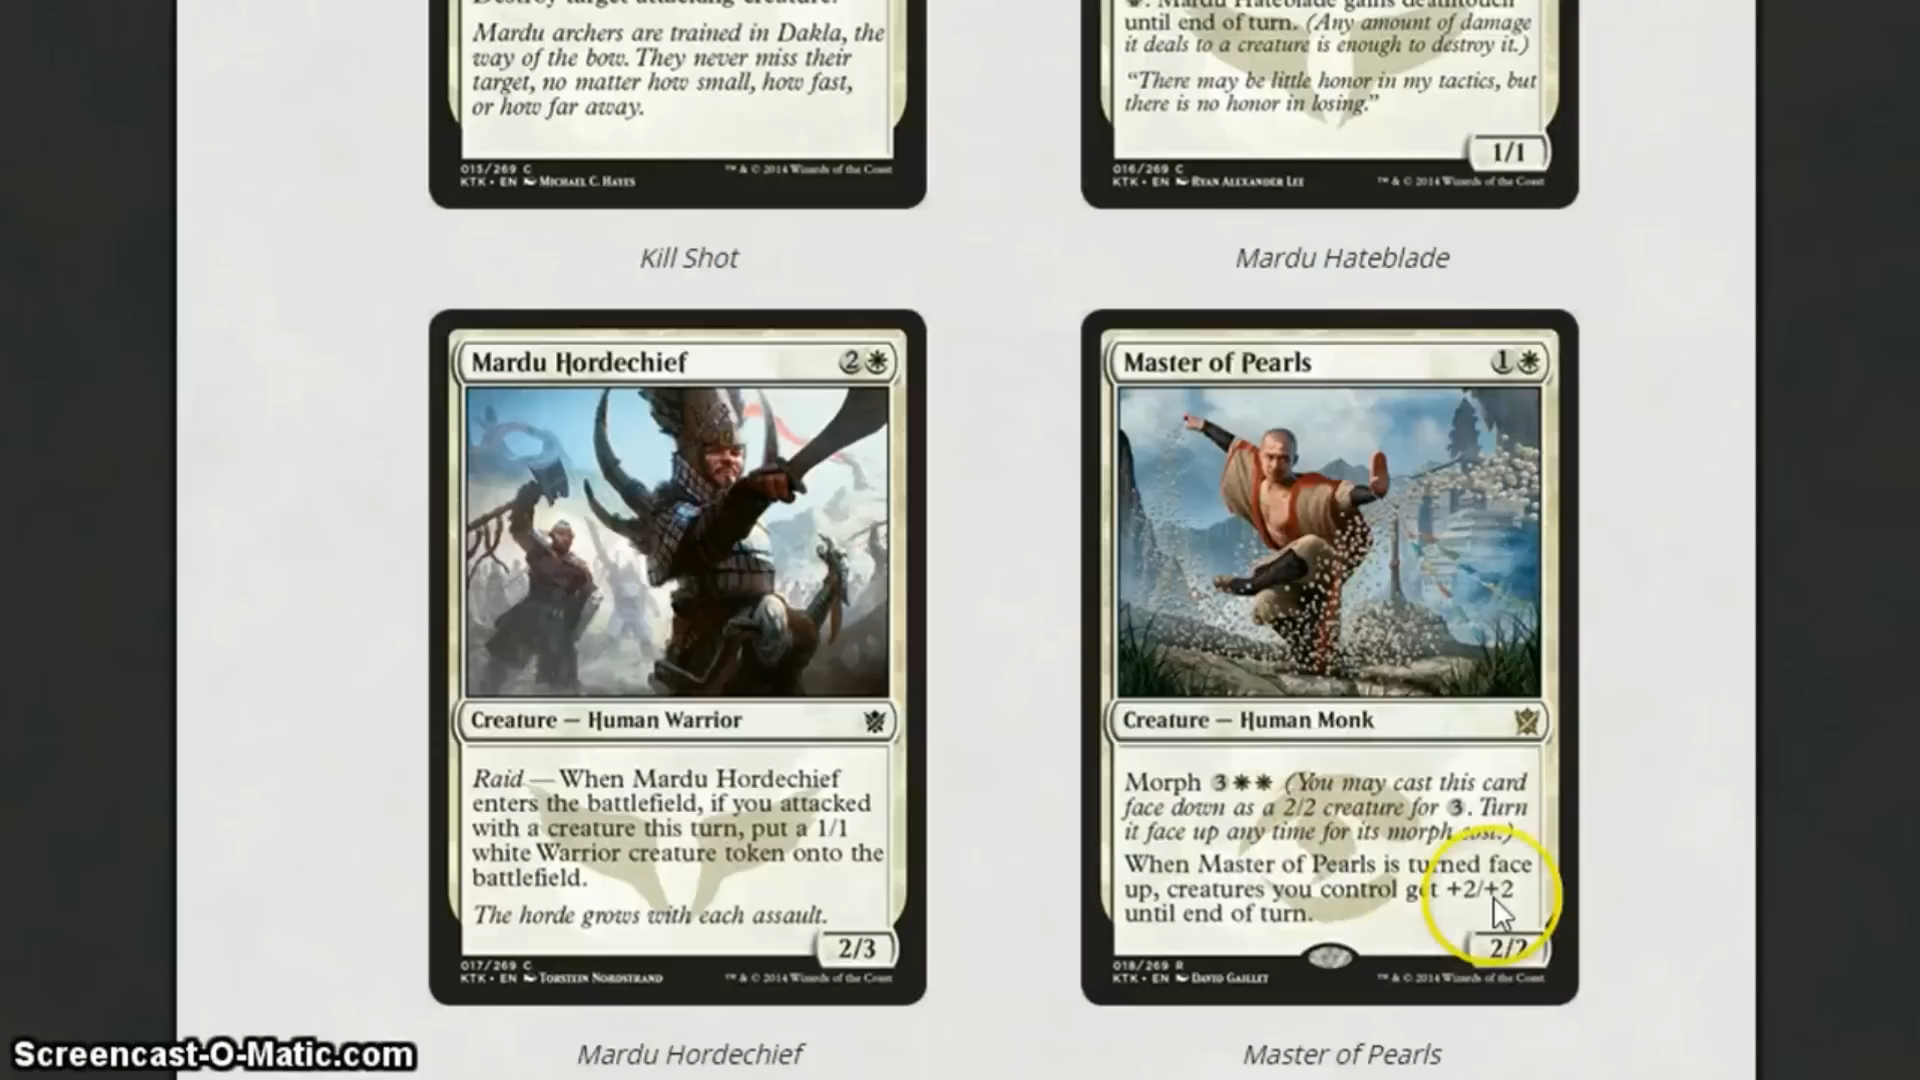 Destroy target attacking creature.
Mardu archers are trained in Dakla, the
way of the bow. They never miss their
target, no matter how small, how fast,
or how far away.
015/269 C
KTK • EN MICHAEL C. HAYES
™ & © 2014 Wizards of the Coast
Kill Shot
: Mardu Hateblade gains deathtouch
until end of turn. (Any amount of damage
it deals to a creature is enough to destroy it.)
“There may be little honor in my tactics, but
there is no honor in losing.”
1/1
016/269 C
KTK • EN RYAN ALEXANDER LEE
™ & © 2014 Wizards of the Coast
Mardu Hateblade
Mardu Hordechief 2
Creature — Human Warrior
Raid — When Mardu Hordechief
enters the battlefield, if you attacked
with a creature this turn, put a 1/1
white Warrior creature token onto the
battlefield.
The horde grows with each assault.
2/3
017/269 C
KTK • EN TORSTEIN NORDSTRAND
™ & © 2014 Wizards of the Coast
Mardu Hordechief
Master of Pearls 1
Creature — Human Monk
Morph 3 (You may cast this card
face down as a 2/2 creature for 3. Turn
it face up any time for its morph cost.)
When Master of Pearls is turned face
up, creatures you control get +2/+2
until end of turn.
2/2
018/269 R
KTK • EN DAVID GAILLET
™ & © 2014 Wizards of the Coast
Master of Pearls
Screencast-O-Matic.com